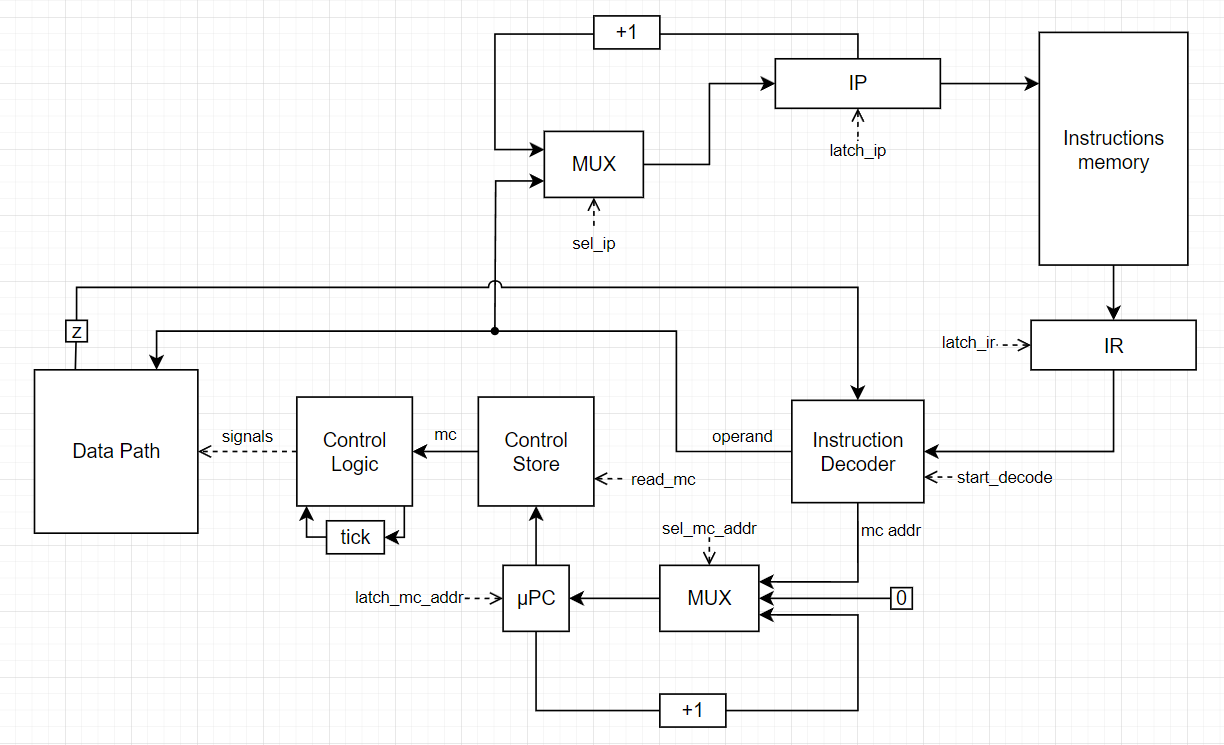 +1
IP
Instructions
memory
latch_ip
MUX
sel_ip
z
latch_ir
IR
operand
Instruction
Decoder
start_decode
mc addr
Data Path
signals
Control
Logic
mc
Control
Store
read_mc
tick
sel_mc_addr
latch_mc_addr
μPC
MUX
0
+1